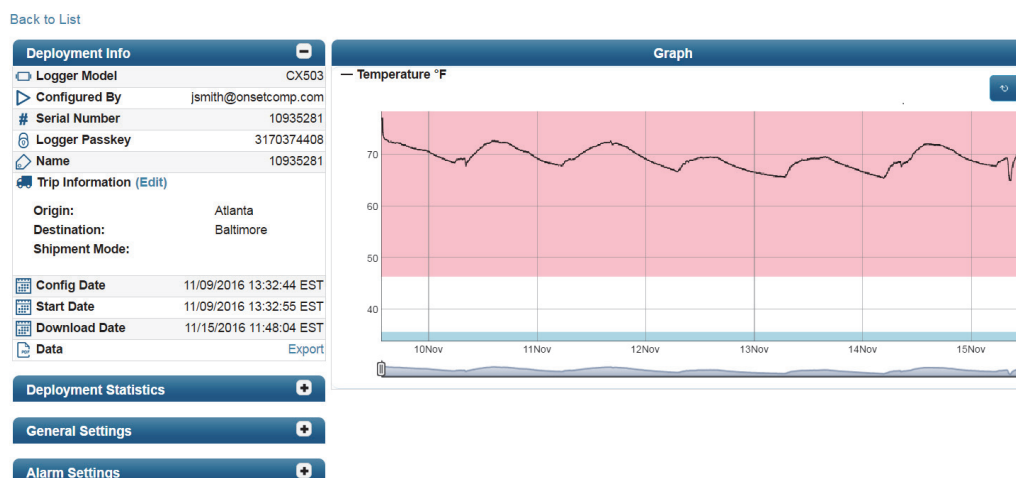 Back to List
Deployment Info
Logger Model CX503
Configured By jsmith@onsetcomp.com
# Serial Number 10935281
Logger Passkey 3170374408
Name 10935281
Trip Information (Edit)
Origin: Atlanta
Destination: Baltimore
Shipment Mode:
Config Date 11/09/2016 13:32:44 EST
Start Date 11/09/2016 13:32:55 EST
Download Date 11/15/2016 11:48:04 EST
Data Export
Deployment Statistics
General Settings
Alarm Settings
Graph
— Temperature °F
70
60
50
40
10Nov 11Nov 12Nov 13Nov 14Nov 15Nov